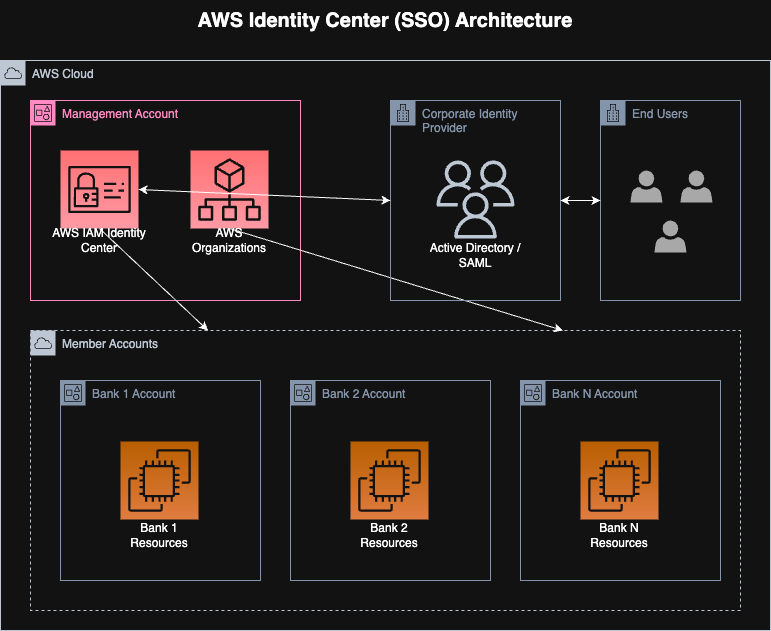 AWS Identity Center (SSO) Architecture
AWS Cloud
Management Account
AWS IAM Identity
Center
AWS
Organizations
Corporate Identity
Provider
Active Directory /
SAML
End Users
Member Accounts
Bank 1 Account
Bank 1
Resources
Bank 2 Account
Bank 2
Resources
Bank N Account
Bank N
Resources